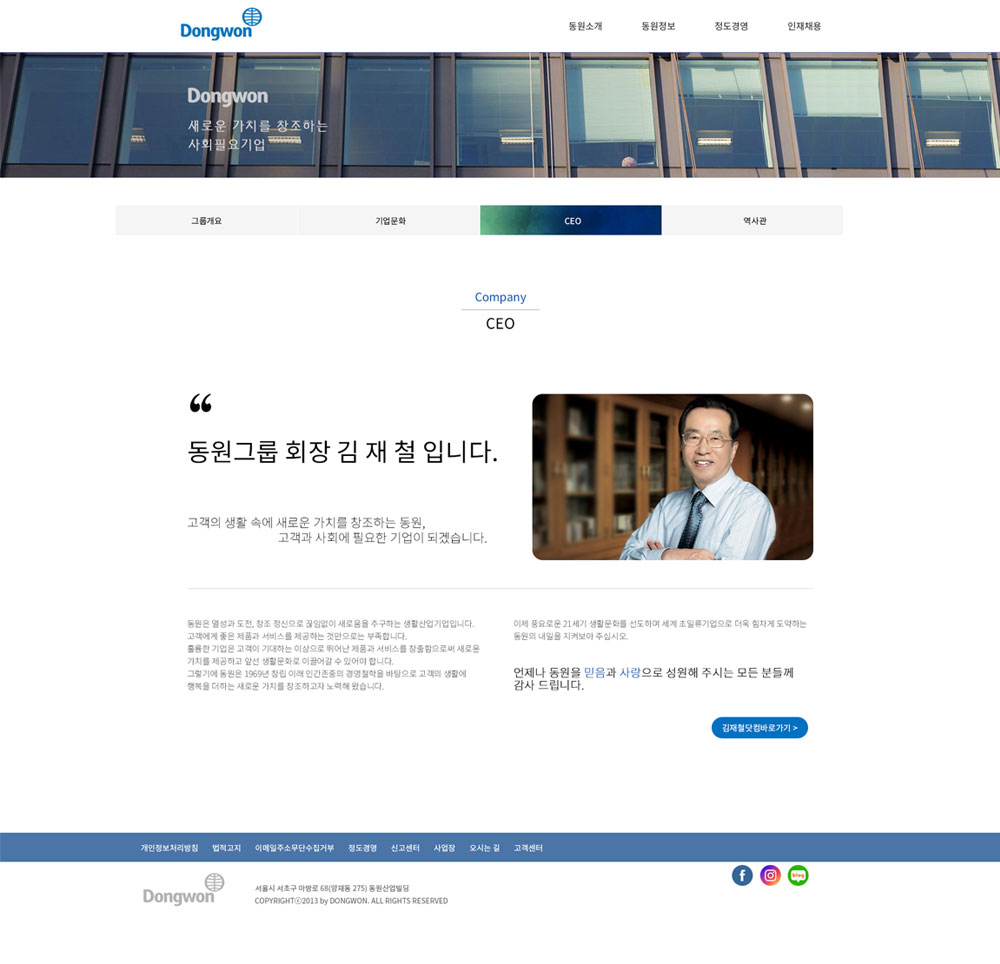 Dongwon
동원소개 동원정보 정도경영 인재채용
Dongwon
새로운 가치를 창조하는
사회필요기업
그룹개요 기업문화 CEO 역사관
Company
CEO
“
동원그룹 회장 김 재 철 입니다.
고객의 생활 속에 새로운 가치를 창조하는 동원,
고객과 사회에 필요한 기업이 되겠습니다.
동원은 열성과 도전, 창조 정신으로 끊임없이 새로움을 추구하는 생활산업기업입니다.
고객에게 좋은 제품과 서비스를 제공하는 것만으로는 부족합니다.
훌륭한 기업은 고객이 기대하는 이상으로 뛰어난 제품과 서비스를 창출함으로써 새로운
가치를 제공하고 앞선 생활문화로 이끌어갈 수 있어야 합니다.
그렇기에 동원은 1969년 창립 이래 인간존중의 경영철학을 바탕으로 고객의 생활에
행복을 더하는 새로운 가치를 창조하고자 노력해 왔습니다.
이제 풍요로운 21세기 생활문화를 선도하며 세계 초일류기업으로 더욱 힘차게 도약하는
동원의 내일을 지켜보아 주십시오.
언제나 동원을 믿음과 사랑으로 성원해 주시는 모든 분들께
감사 드립니다.
김재철닷컴바로가기 >
개인정보처리방침 법적고지 이메일주소무단수집거부 정도경영 신고센터 사업장 오시는 길 고객센터
Dongwon
서울시 서초구 마방로 68(양재동 275) 동원산업빌딩
COPYRIGHTⓒ2013 by DONGWON. ALL RIGHTS RESERVED
f
blog